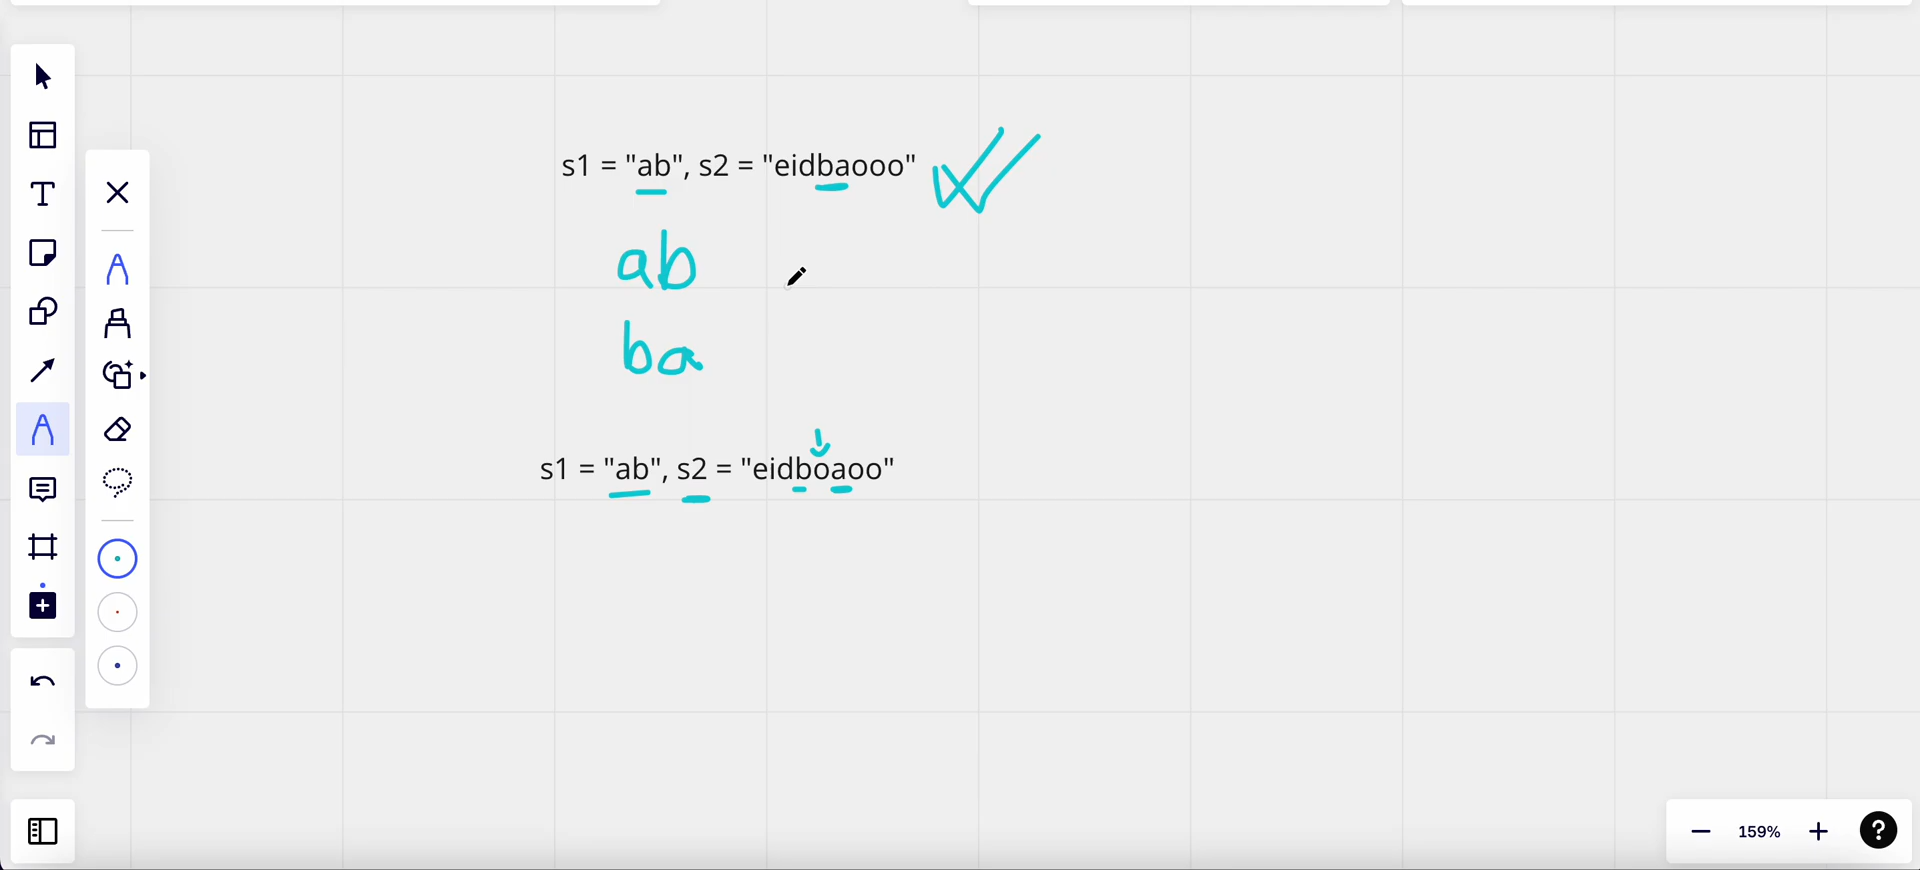 s1 = "ab", s2 = "eidbaooo"
ab
ba
s1 = "ab", s2 = "eidboaoo"
T
159%
?